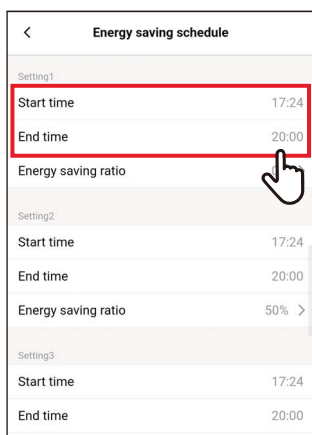 Energy saving schedule
Setting1
Start time 17:24
End time 20:00
Energy saving ratio
Setting2
Start time 17:24
End time 20:00
Energy saving ratio 50% >
Setting3
Start time 17:24
End time 20:00